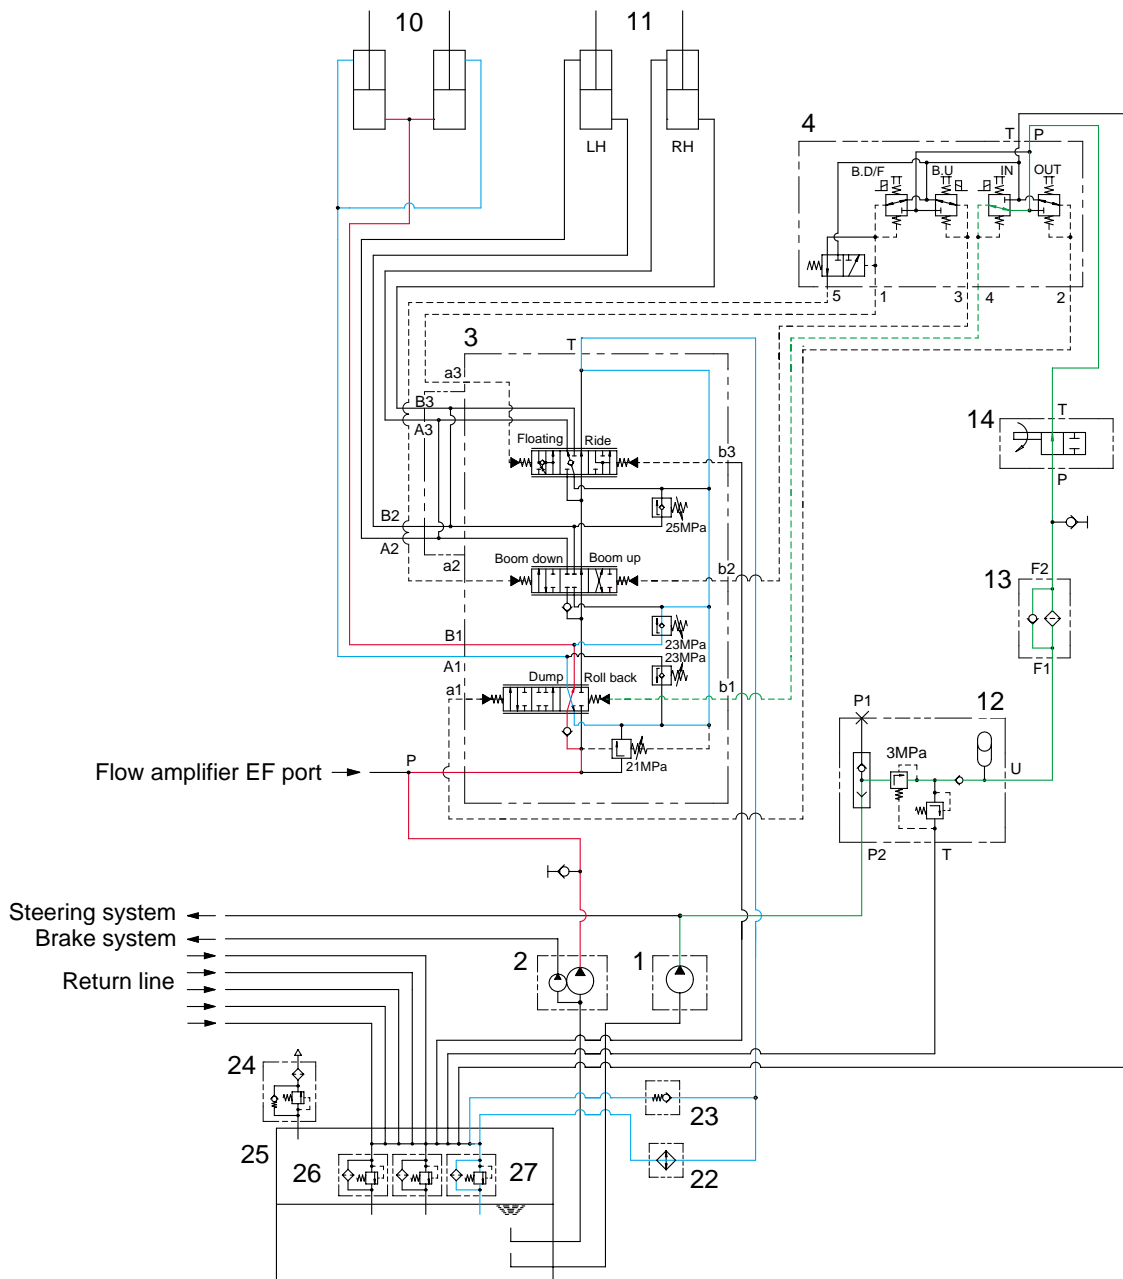 10
11
LH
RH
4
T
P
B.D/F
B.U
IN
OUT
5
1
3
4
2
3
T
a3
B3
A3
Floating
Ride
b3
14
T
P
25MPa
B2
A2
a2
Boom down
Boom up
b2
F2
13
F1
23MPa
23MPa
B1
A1
a1
Dump
Roll back
b1
P1
12
3MPa
U
21MPa
Flow amplifier EF port
P
P2
T
Steering system
Brake system
Return line
2
1
24
25
26
27
23
22